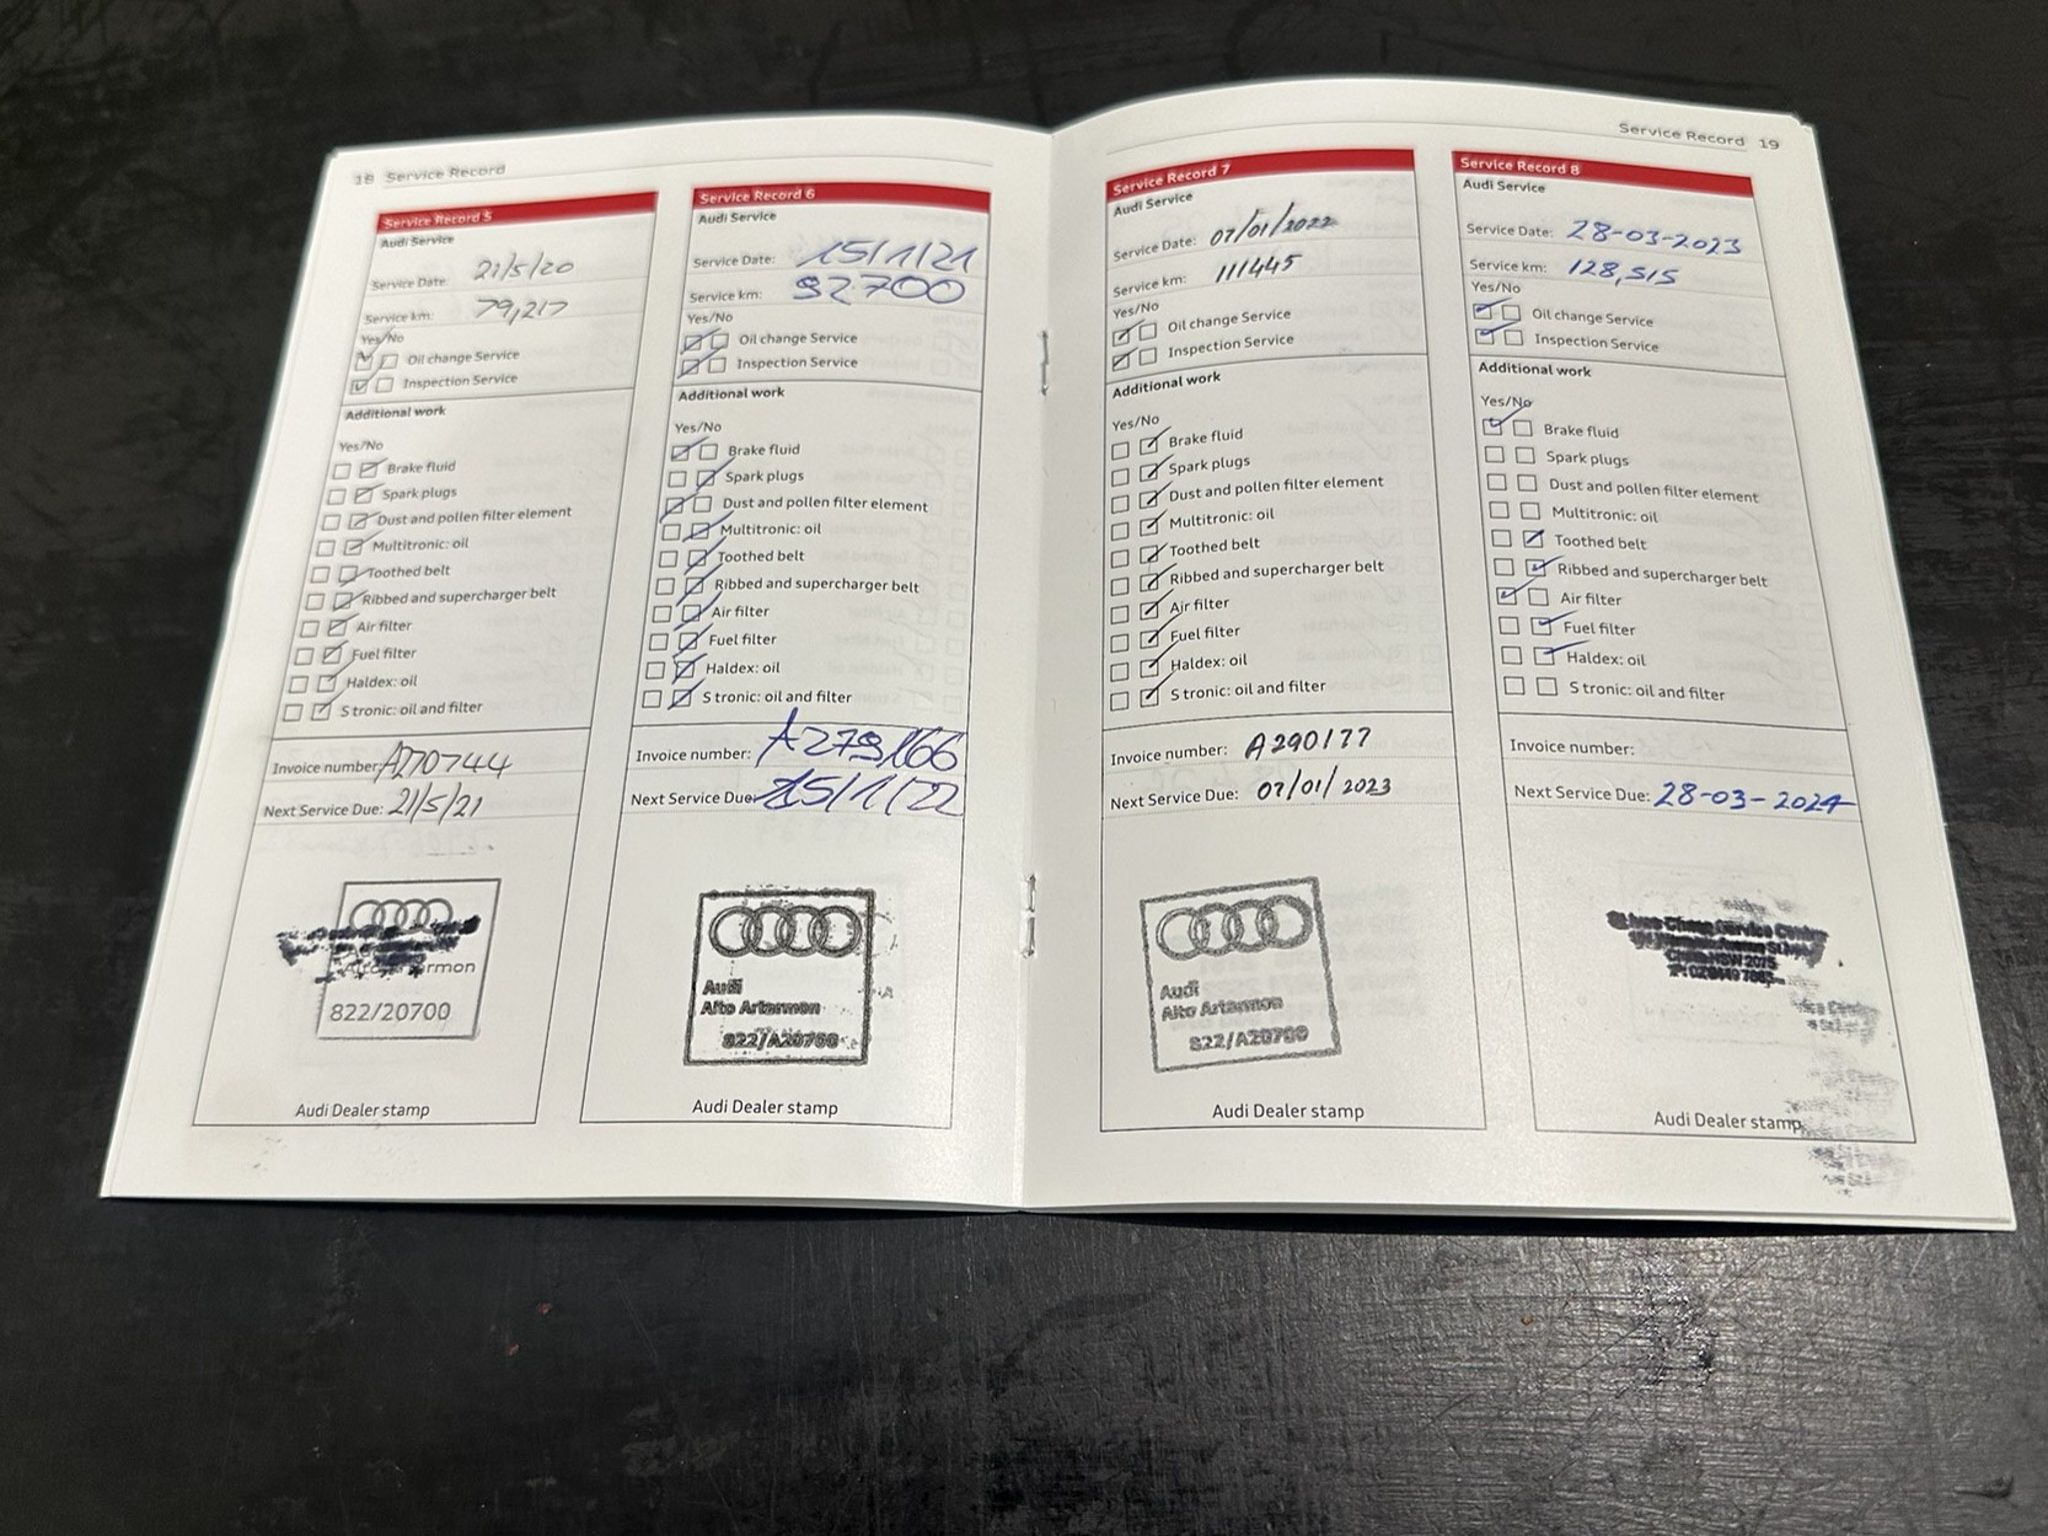 18 Service Record
Service Record 5
Audi Service
Service Date: 21/5/20
Service km: 79,217
Yes/No
Oil change Service
Inspection Service
Additional work
Yes/No
Brake fluid
Spark plugs
Dust and pollen filter element
Multitronic: oil
Toothed belt
Ribbed and supercharger belt
Air filter
Fuel filter
Haldex: oil
S tronic: oil and filter
Invoice number: A270744
Next Service Due: 21/5/21
822/20700
Audi Dealer stamp
Service Record 6
Audi Service
Service Date: 15/1/21
Service km: 92700
Yes/No
Oil change Service
Inspection Service
Additional work
Yes/No
Brake fluid
Spark plugs
Dust and pollen filter element
Multitronic: oil
Toothed belt
Ribbed and supercharger belt
Air filter
Fuel filter
Haldex: oil
S tronic: oil and filter
Invoice number: A279166
Next Service Due: 15/1/22
Audi
Alto Artarmon
822/A20700
Audi Dealer stamp
Service Record 19
Service Record 7
Audi Service
Service Date: 07/01/2022
Service km: 111445
Yes/No
Oil change Service
Inspection Service
Additional work
Yes/No
Brake fluid
Spark plugs
Dust and pollen filter element
Multitronic: oil
Toothed belt
Ribbed and supercharger belt
Air filter
Fuel filter
Haldex: oil
S tronic: oil and filter
Invoice number: A290177
Next Service Due: 07/01/2023
Audi
Alto Artarmon
822/A20700
Audi Dealer stamp
Service Record 8
Audi Service
Service Date: 28-03-2023
Service km: 128,515
Yes/No
Oil change Service
Inspection Service
Additional work
Yes/No
Brake fluid
Spark plugs
Dust and pollen filter element
Multitronic: oil
Toothed belt
Ribbed and supercharger belt
Air filter
Fuel filter
Haldex: oil
S tronic: oil and filter
Invoice number:
Next Service Due: 28-03-2024
Service Centre
NSW 2075
Audi Dealer stamp